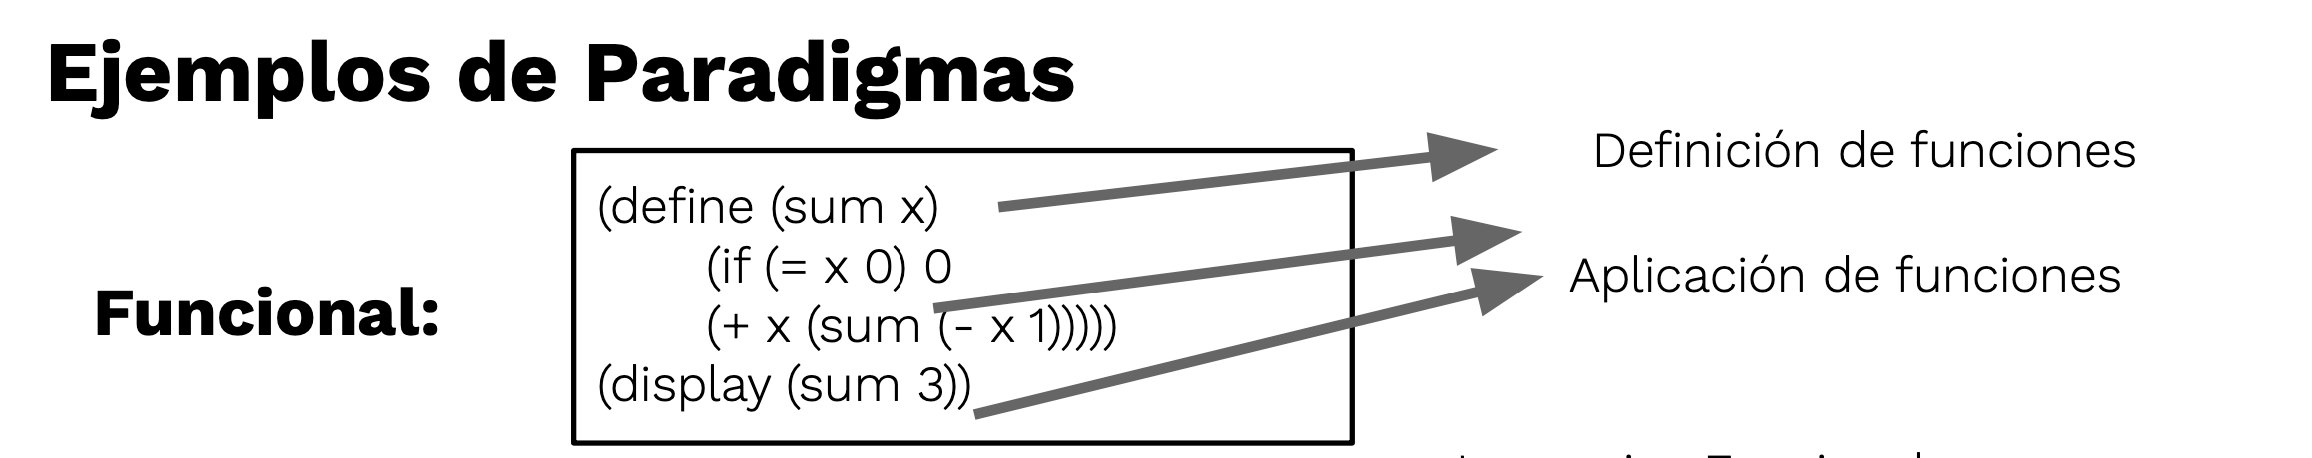 Ejemplos de Paradigmas
Definición de funciones
(define (sum x)
(if (= x 0) 0
Aplicación de funciones
Funcional:
(+ x (sum (- x 1)))))
(display (sum 3))